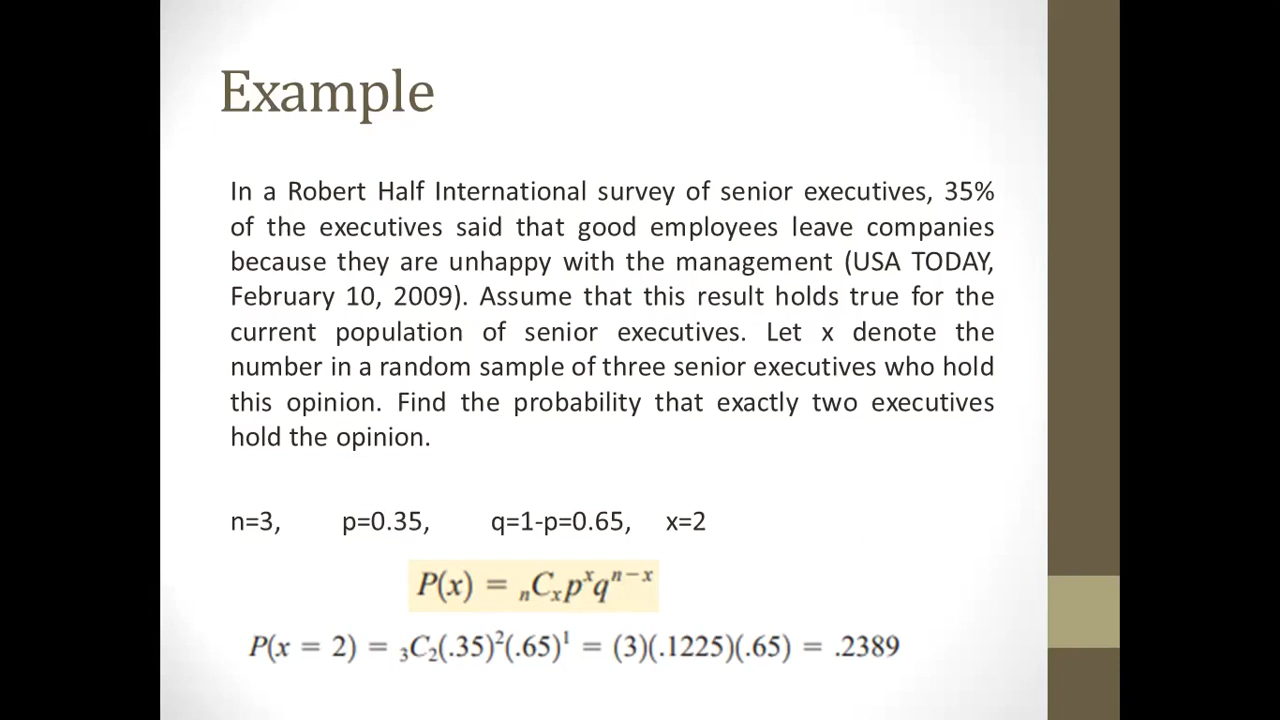 Example
In a Robert Half International survey of senior executives, 35%
of the executives said that good employees leave companies
because they are unhappy with the management (USA TODAY,
February 10, 2009). Assume that this result holds true for the
current population of senior executives. Let x denote the
number in a random sample of three senior executives who hold
this opinion. Find the probability that exactly two executives
hold the opinion.
n=3, p=0.35, q=1-p=0.65, x=2
P(x) = ₙCₓpˣqⁿ⁻ˣ
P(x = 2) = ₃C₂(.35)²(.65)¹ = (3)(.1225)(.65) = .2389